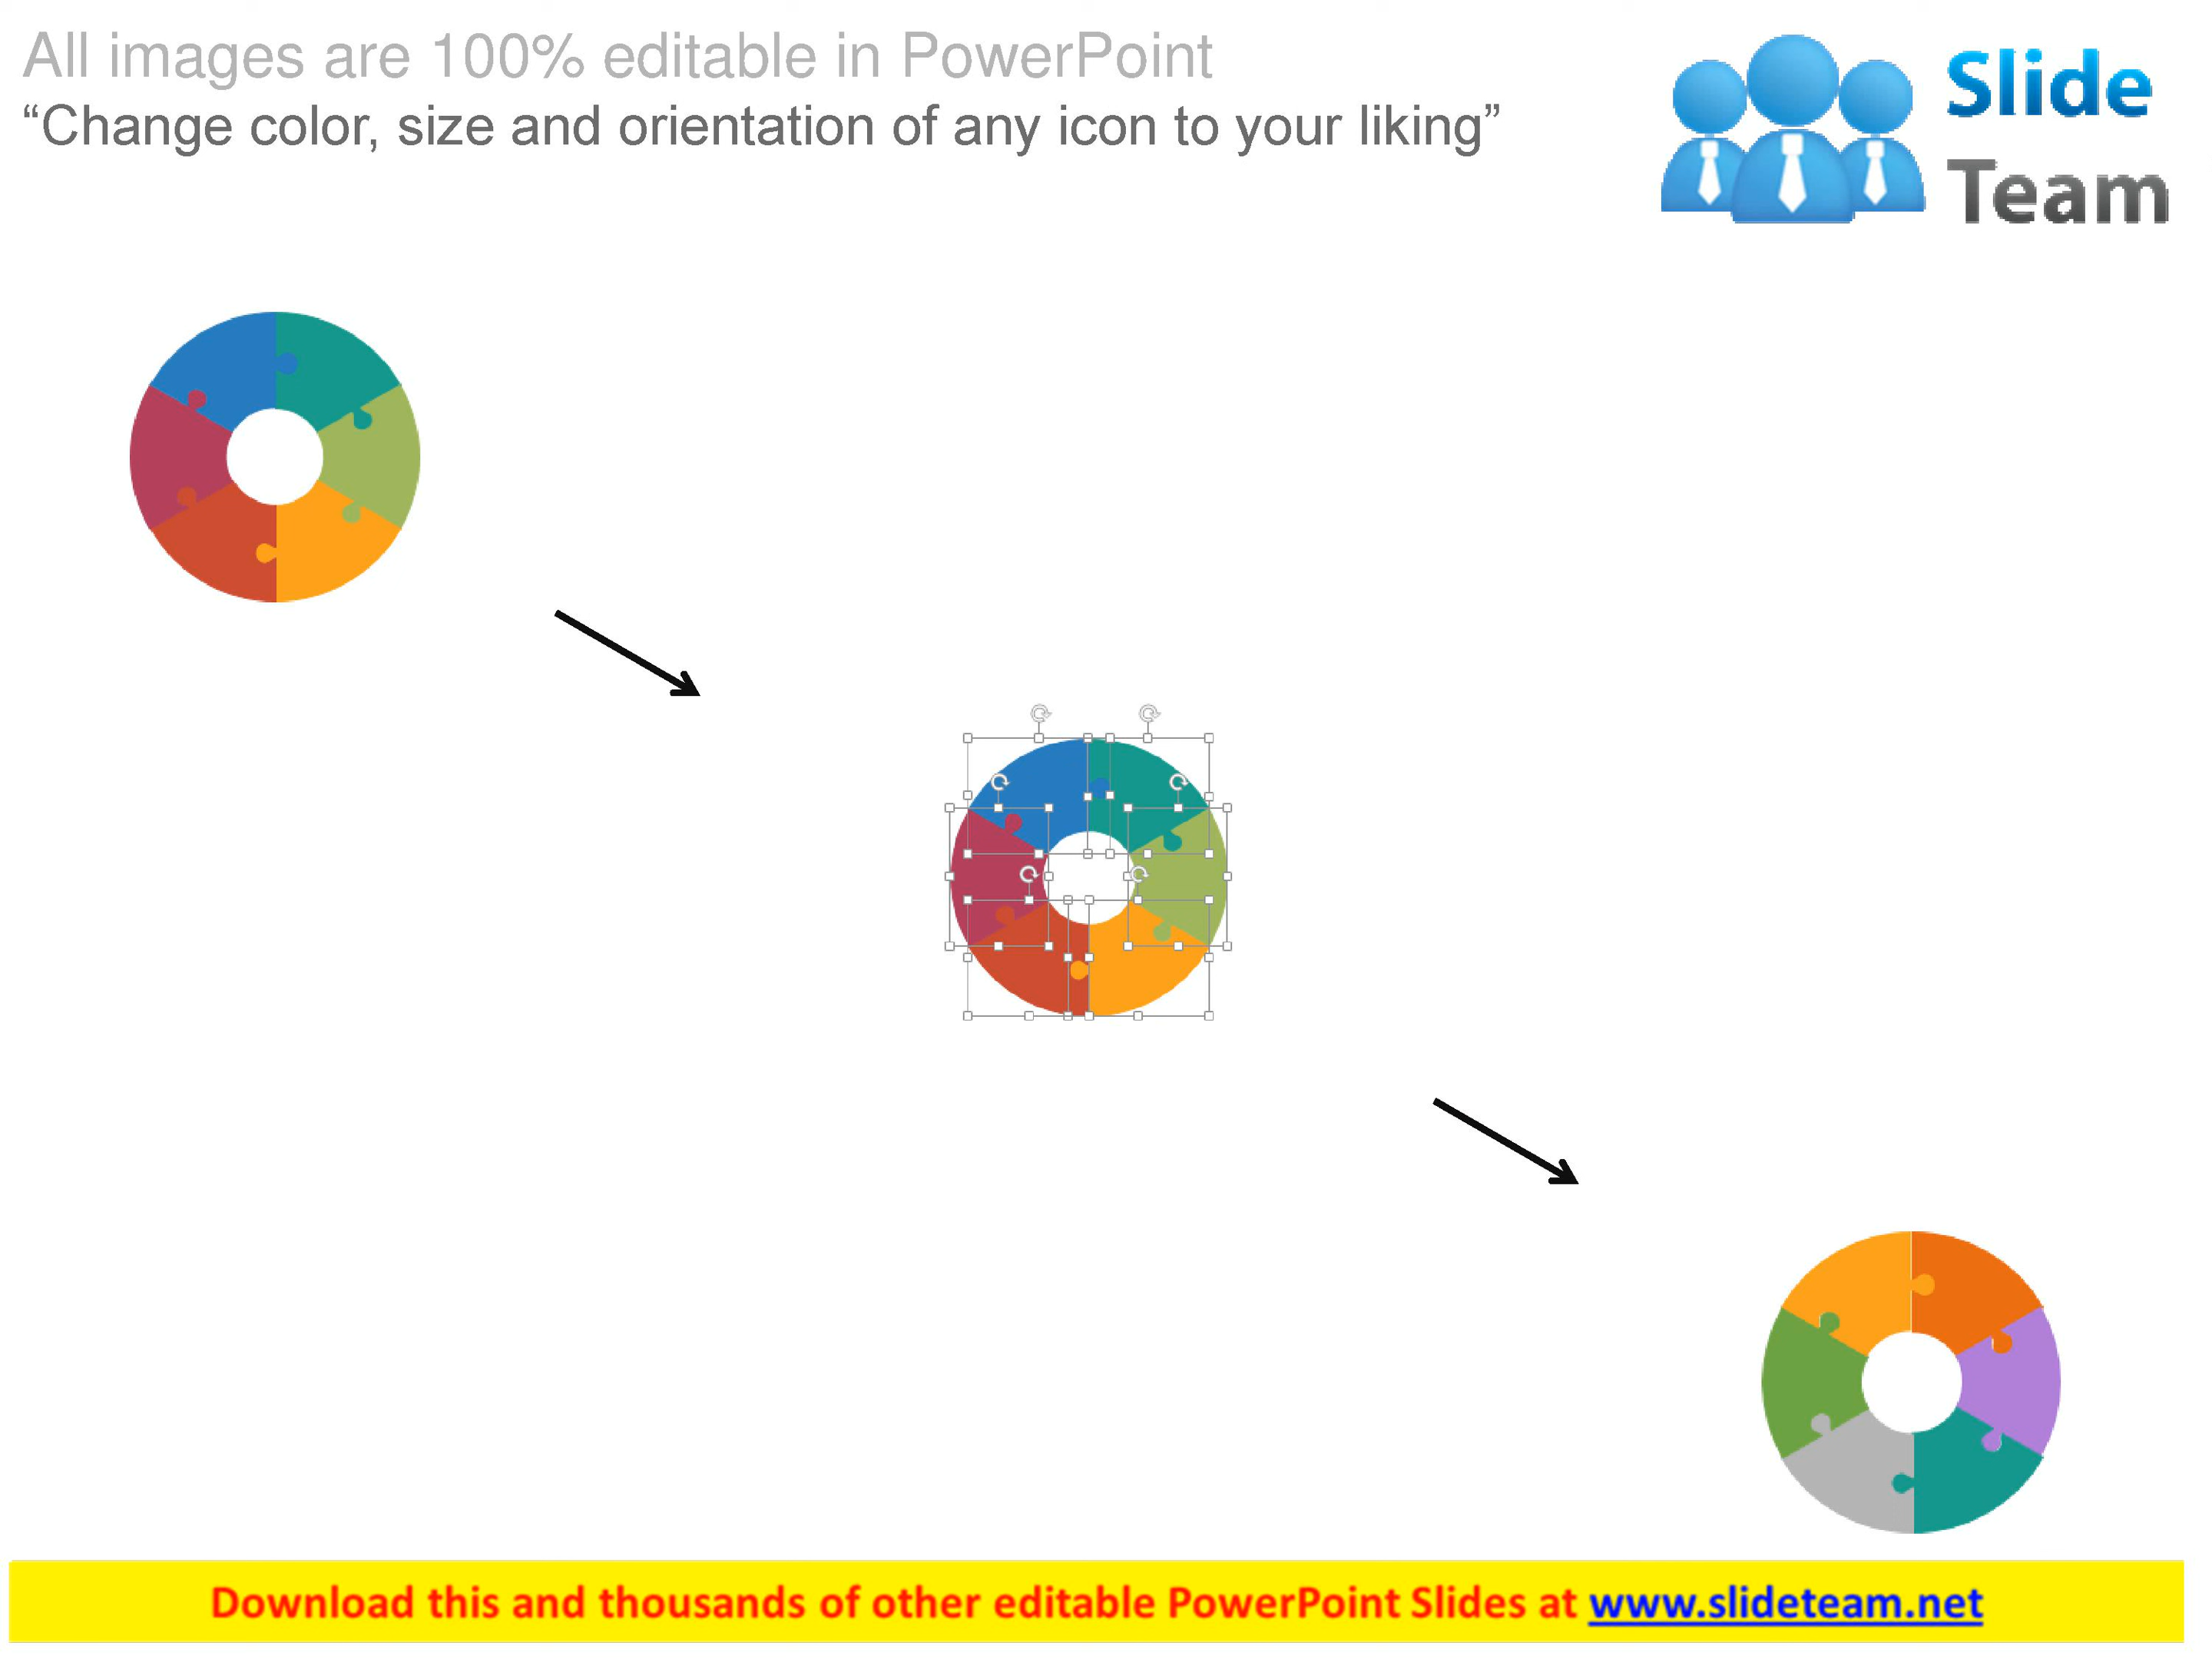 All images are 100% editable in PowerPoint
“Change color, size and orientation of any icon to your liking”
Slide
Team
Download this and thousands of other editable PowerPoint Slides at www.slideteam.net